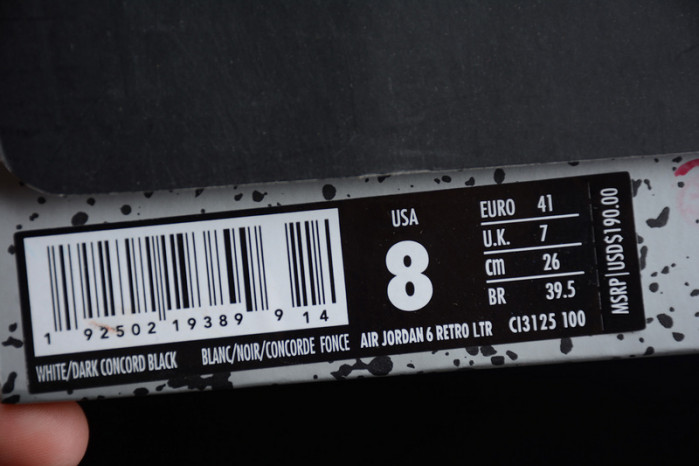 1 92502 19389 9 14
WHITE/DARK CONCORD BLACK BLANC/NOIR/CONCORDE FONCE
USA
8
EURO 41
U.K. 7
cm 26
BR 39.5
AIR JORDAN 6 RETRO LTR CI3125 100
MSRP|USD$190.00